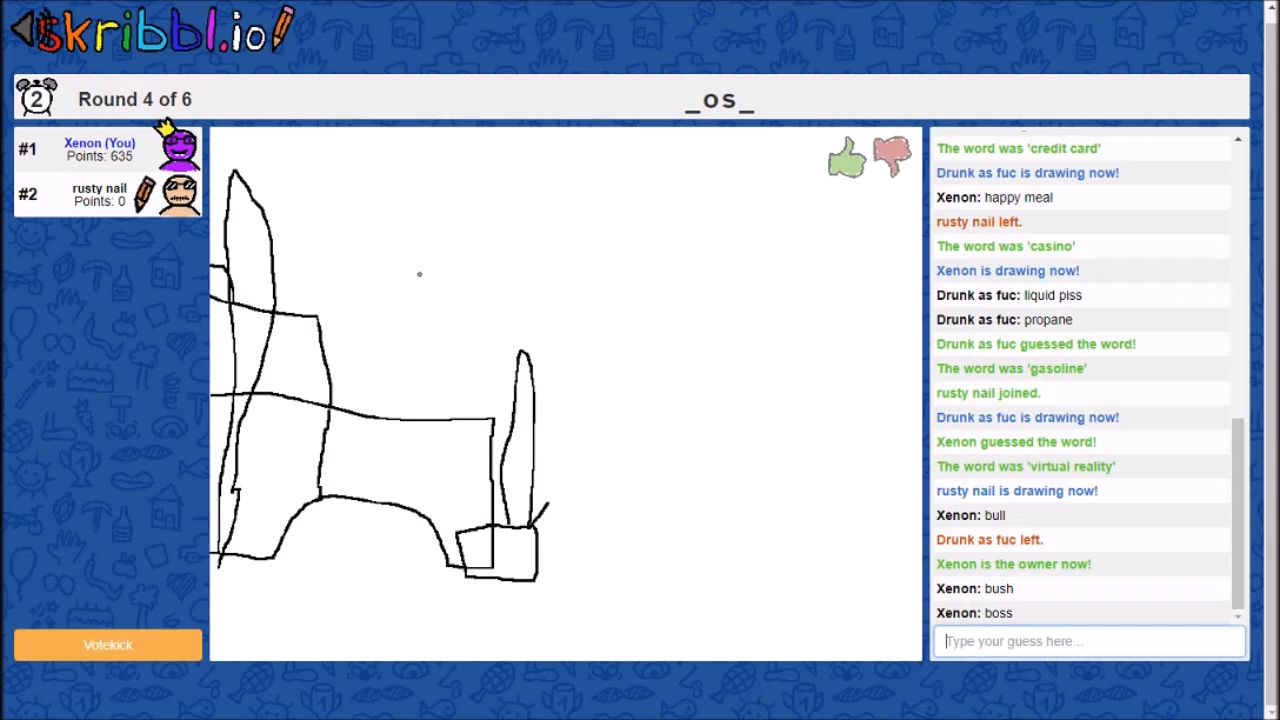 skribbl.io
2
Round 4 of 6
_os_
#1
Xenon (You)
Points: 635
#2
rusty nail
Points: 0
Votekick
The word was 'credit card'
Drunk as fuc is drawing now!
Xenon: happy meal
rusty nail left.
The word was 'casino'
Xenon is drawing now!
Drunk as fuc: liquid piss
Drunk as fuc: propane
Drunk as fuc guessed the word!
The word was 'gasoline'
rusty nail joined.
Drunk as fuc is drawing now!
Xenon guessed the word!
The word was 'virtual reality'
rusty nail is drawing now!
Xenon: bull
Drunk as fuc left.
Xenon is the owner now!
Xenon: bush
Xenon: boss
Type your guess here...